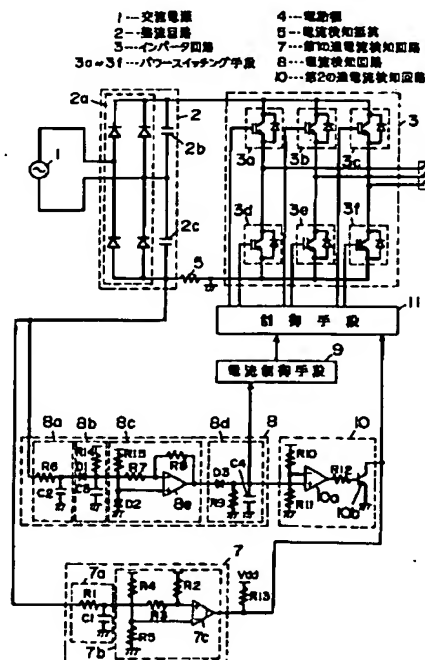 1---交流電源
2---整流回路
3---インバータ回路
3a~3f---パワースイッチング手段
4---電動機
5---電流検知抵抗
7---第1の過電流検知回路
8---電流検知回路
10---第2の過電流検知回路
2a
2
2b
2c
1
3
3a
3b
3c
3d
3e
3f
5
11
制御手段
9
電流制御手段
8a
8b
8c
8d
8
10
R6
C2
D1
R14
C3
R15
R7
R8
D2
8e
D3
R9
C4
R10
R11
10a
R12
10b
7
7a
R1
C1
7b
R4
R2
R3
R5
7c
Vdd
R13